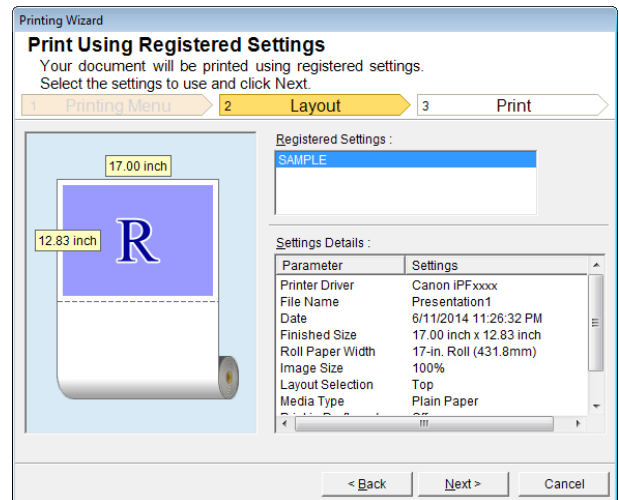 Printing Wizard
Print Using Registered Settings
Your document will be printed using registered settings.
Select the settings to use and click Next.
1 Printing Menu 2 Layout 3 Print
17.00 inch
12.83 inch
R
Registered Settings :
SAMPLE
Settings Details :
Parameter Settings
Printer Driver Canon iPFxxxx
File Name Presentation1
Date 6/11/2014 11:26:32 PM
Finished Size 17.00 inch x 12.83 inch
Roll Paper Width 17-in. Roll (431.8mm)
Image Size 100%
Layout Selection Top
Media Type Plain Paper
< Back Next > Cancel